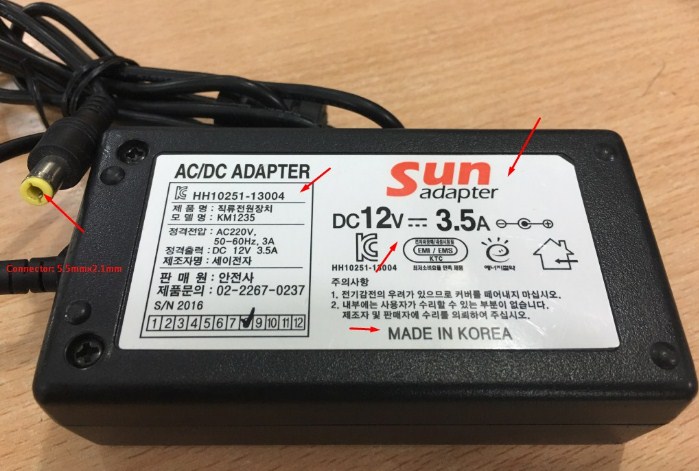 AC/DC ADAPTER
HH10251-13004
제 품 명 : 직류전원장치
모 델 명 : KM1235
정격전압 : AC220V,
50-60Hz, 3A
정격출력 : DC 12V 3.5A
제조자명 : 세이전자
판 매 원 : 안전사
제품문의 : 02-2267-0237
S/N 2016
1 2 3 4 5 6 7 9 10 11 12
sun
adapter
DC 12V 3.5A
HH10251-13004
EMI / EMS
KTC
에너지절약
주의사항
1. 전기감전의 우려가 있으므로 커버를 떼어내지 마십시오.
2. 내부에는 사용자가 수리할 수 있는 부분이 없습니다.
제조자 및 판매자에 수리를 의뢰하여 주십시오.
MADE IN KOREA
Connector: 5.5mmx2.1mm